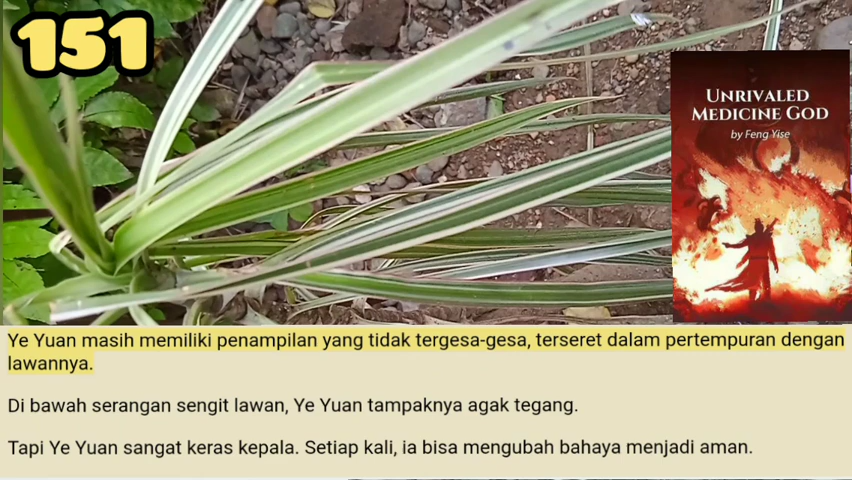 151
UNRIVALED
MEDICINE GOD
by Feng Yise
Ye Yuan masih memiliki penampilan yang tidak tergesa-gesa, terseret dalam pertempuran dengan
lawannya.
Di bawah serangan sengit lawan, Ye Yuan tampaknya agak tegang.
Tapi Ye Yuan sangat keras kepala. Setiap kali, ia bisa mengubah bahaya menjadi aman.